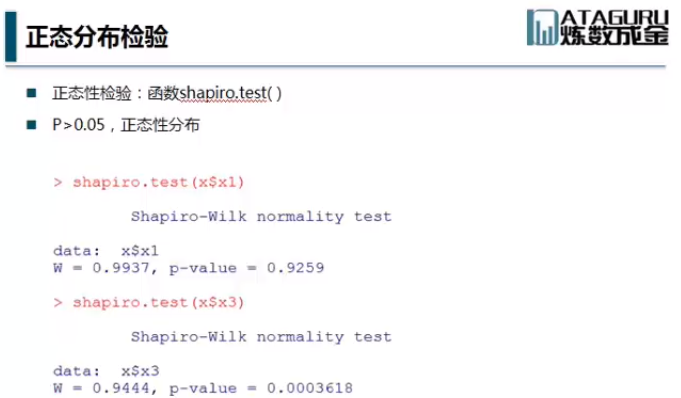 正态分布检验
DATAGURU
炼数成金
正态性检验：函数shapiro.test( )
P>0.05，正态性分布
> shapiro.test(x$x1)
Shapiro-Wilk normality test
data:  x$x1
W = 0.9937, p-value = 0.9259
> shapiro.test(x$x3)
Shapiro-Wilk normality test
data:  x$x3
W = 0.9444, p-value = 0.0003618